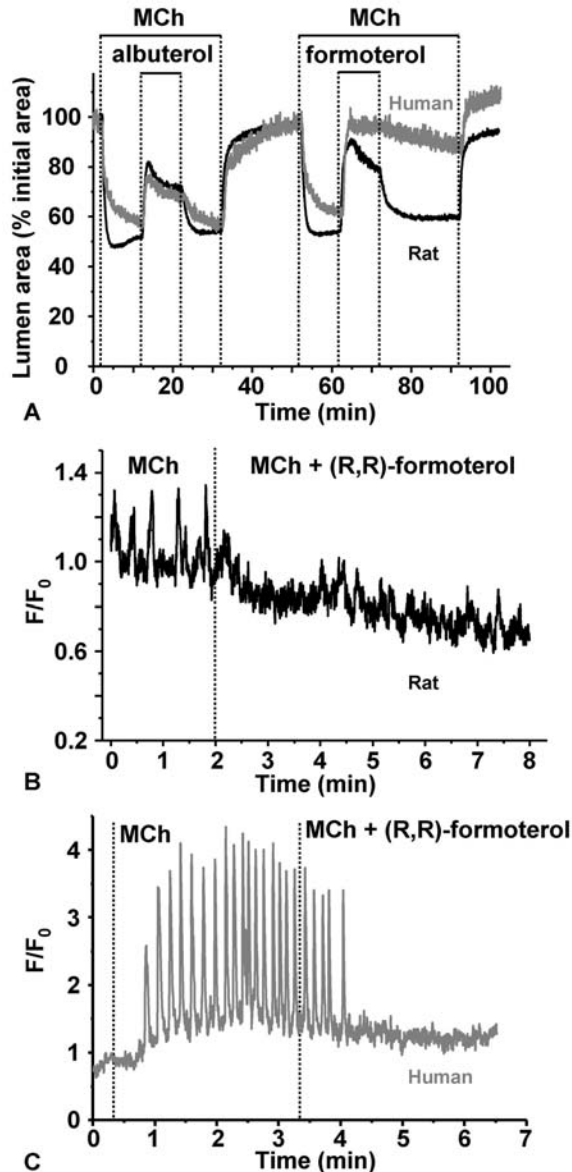 MCh MCh
albuterol formoterol
Human
Rat
Lumen area (% initial area)
100
80
60
40
20
0
0 20 40 60 80 100
Time (min)
A
MCh MCh + (R,R)-formoterol
F/F0
1.4
1.0
0.6
0.2
Rat
0 1 2 3 4 5 6 7 8
Time (min)
B
MCh MCh + (R,R)-formoterol
F/F0
4
3
2
1
0
Human
0 1 2 3 4 5 6 7
Time (min)
C